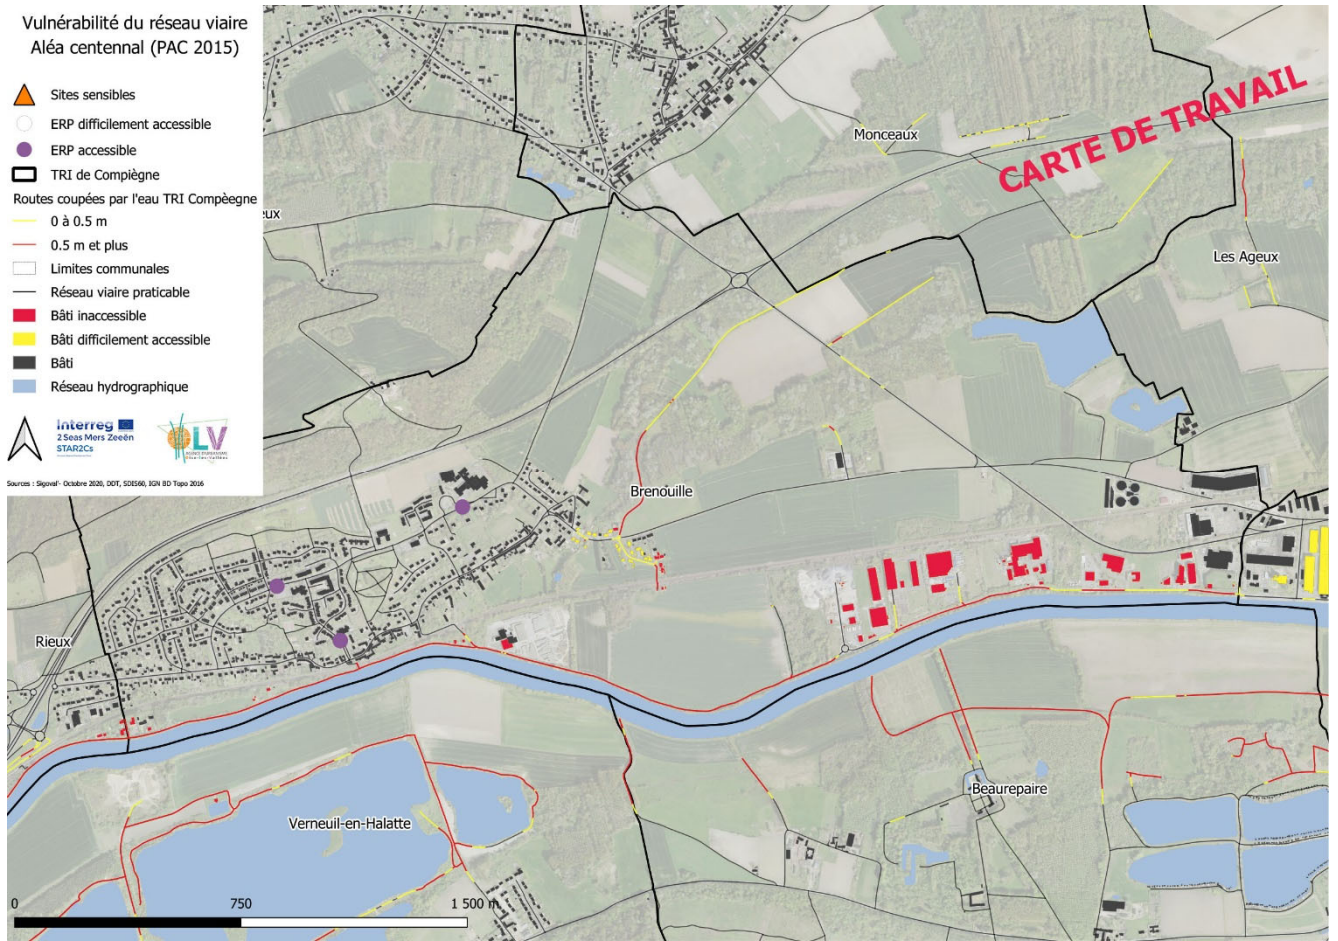 Vulnérabilité du réseau viaire
Aléa centennal (PAC 2015)
Sites sensibles
ERP difficilement accessible
ERP accessible
TRI de Compiègne
Routes coupées par l'eau TRI Compèegne
0 à 0.5 m
0.5 m et plus
Limites communales
Réseau viaire praticable
Bâti inaccessible
Bâti difficilement accessible
Bâti
Réseau hydrographique
Interreg
2 Seas Mers Zeeën
STAR2Cs
LV
Sources : Sigoval'- Octobre 2020, DDT, SDIS60, IGN BD Topo 2016
CARTE DE TRAVAIL
Monceaux
eux
Les Ageux
Brenouille
Rieux
Beaurepaire
Verneuil-en-Halatte
0 750 1 500 m